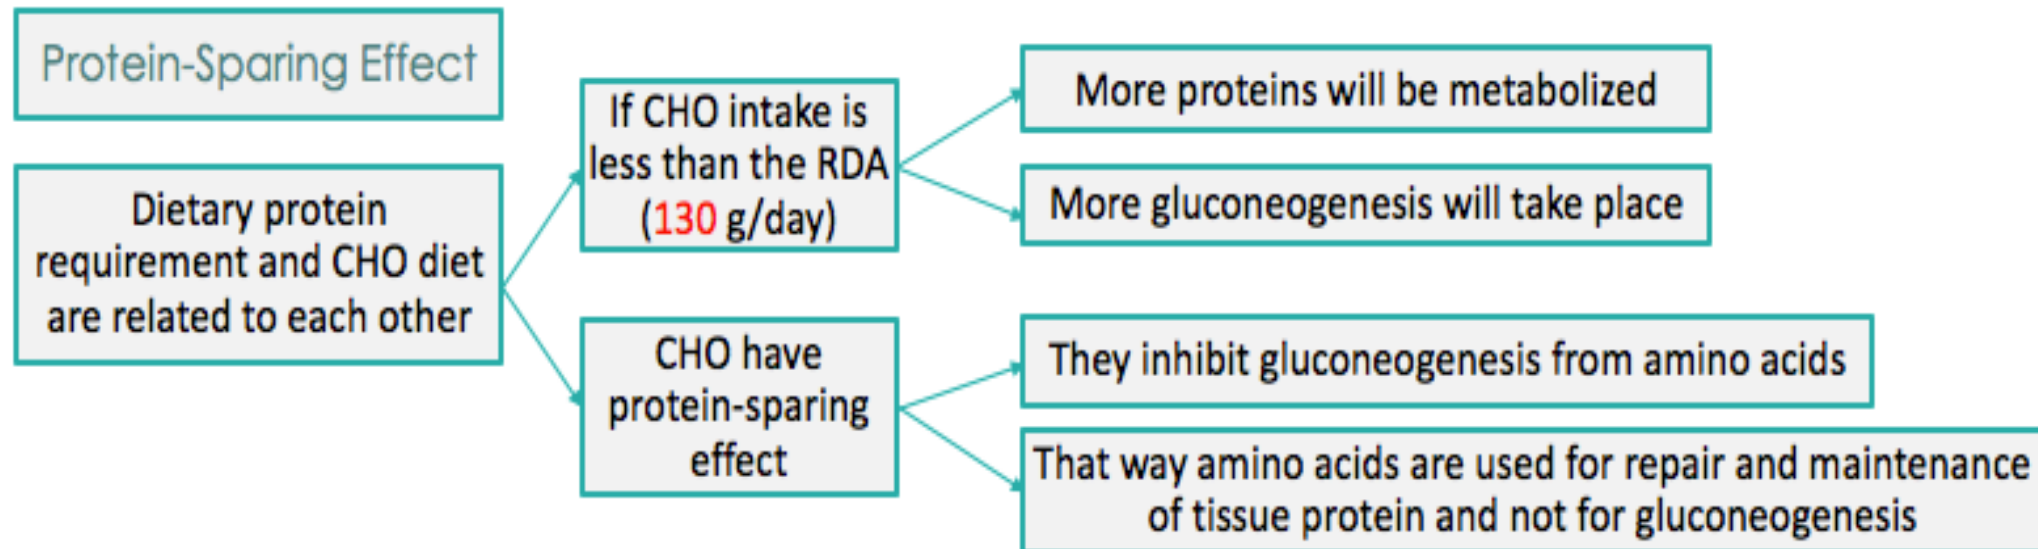 Protein-Sparing Effect
Dietary protein
requirement and CHO diet
are related to each other
If CHO intake is
less than the RDA
(130 g/day)
More proteins will be metabolized
More gluconeogenesis will take place
CHO have
protein-sparing
effect
They inhibit gluconeogenesis from amino acids
That way amino acids are used for repair and maintenance
of tissue protein and not for gluconeogenesis